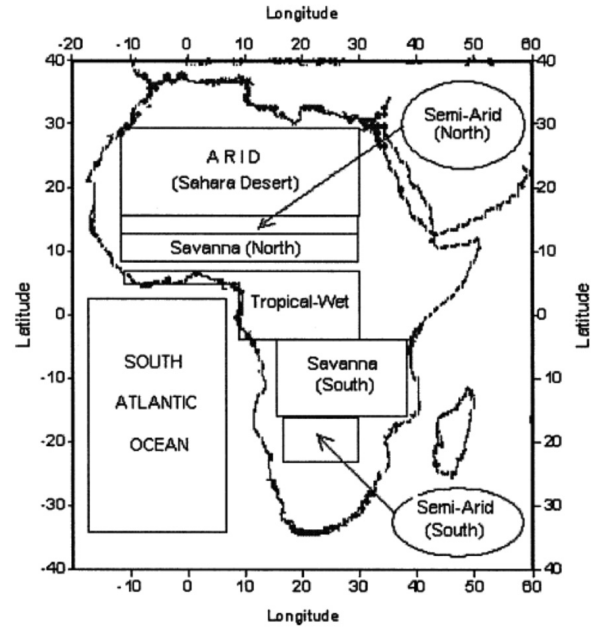 Longitude
-20 -10 0 10 20 30 40 50 60
40 40
30 30
20 20
10 10
0 0
-10 -10
-20 -20
-30 -30
-40 -40
Latitude
Latitude
Semi-Arid
(North)
ARID
(Sahara Desert)
Savanna (North)
Tropical-Wet
Savanna
(South)
SOUTH
ATLANTIC
OCEAN
Semi-Arid
(South)
-20 -10 0 10 20 30 40 50 60
Longitude